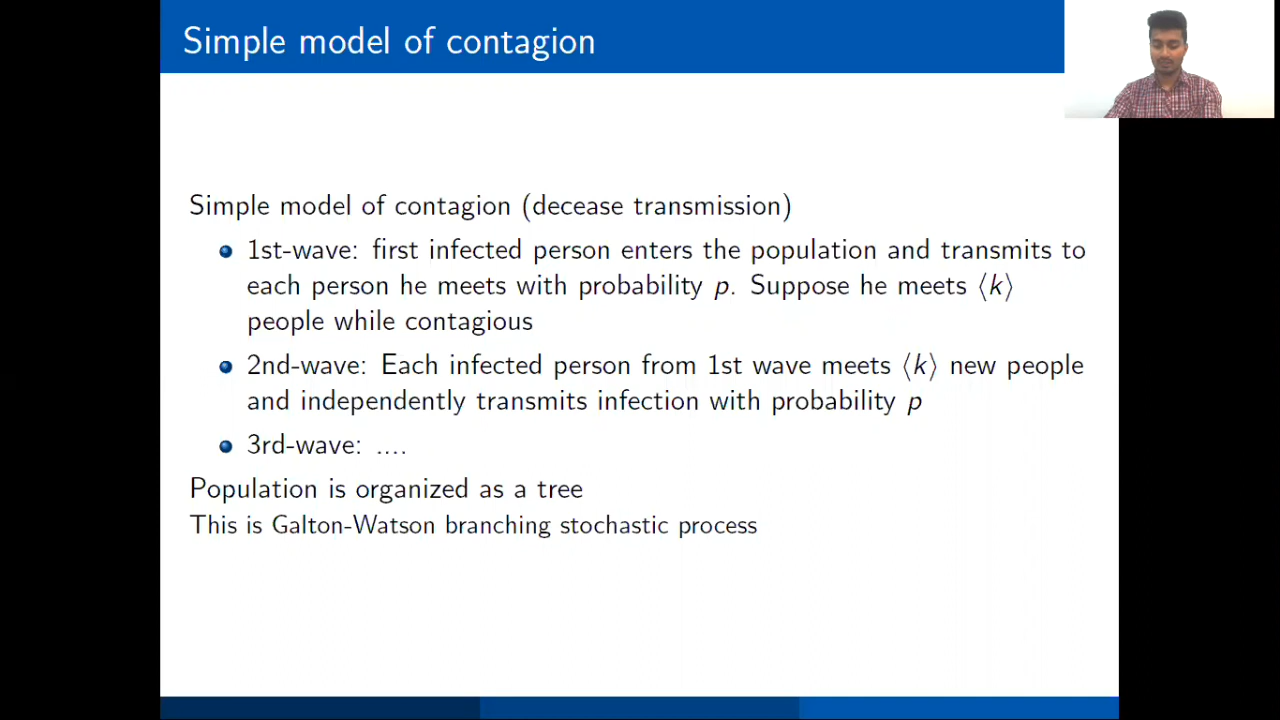 Simple model of contagion
Simple model of contagion (decease transmission)
1st-wave: first infected person enters the population and transmits to
each person he meets with probability p. Suppose he meets ⟨k⟩
people while contagious
2nd-wave: Each infected person from 1st wave meets ⟨k⟩ new people
and independently transmits infection with probability p
3rd-wave: ....
Population is organized as a tree
This is Galton-Watson branching stochastic process